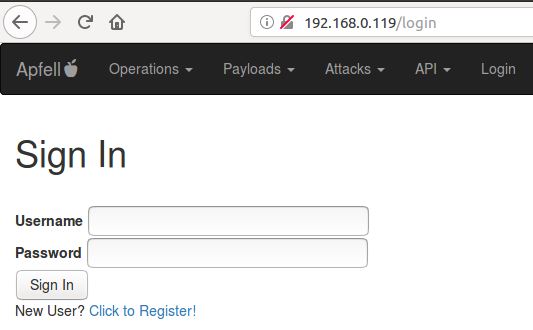 192.168.0.119/login
Apfell Operations Payloads Attacks API Login
Sign In
Username
Password
Sign In
New User? Click to Register!